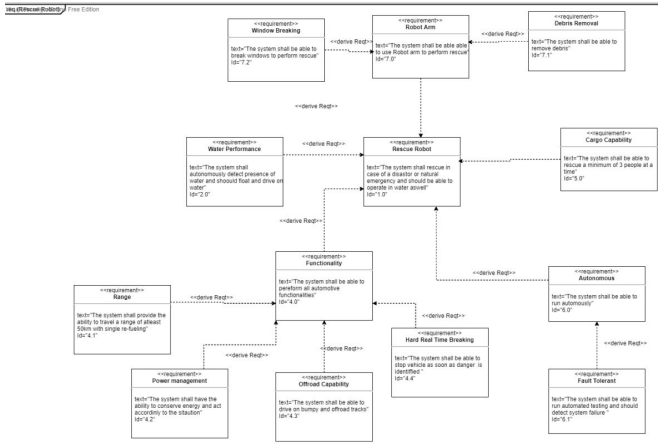 Free Edition
<<requirement>>
Window Breaking
text="The system shall be able to
break windows to perform rescue"
Id="7.2"
<<requirement>>
Robot Arm
text="The system shall be able able
to use Robot arm to perform rescue"
Id="7.0"
<<requirement>>
Debris Removal
text="The system shall be able to
remove debris"
Id="7.1"
<<derive Reqt>>
<<requirement>>
Water Performance
text="The system shall
autonomously detect presence of
water and shoould float and drive on
water"
Id="2.0"
<<derive Reqt>>
<<requirement>>
Rescue Robot
text="The system shall rescue in
case of a disastor or natural
emergency and should be able to
operate in water aswell"
Id="1.0"
<<requirement>>
Cargo Capability
text="The system shall be able to
rescue a minimum of 3 people at a
time"
Id="5.0"
<<derive Reqt>>
<<requirement>>
Functionality
text="The system shall be able to
pereform all automotive
functionalities"
Id="4.0"
<<derive Reqt>>
<<requirement>>
Autonomous
text="The system shall be able to
run automously"
Id="6.0"
<<requirement>>
Range
text="The system shall provide the
ability to travel a range of atleast
50km with single re-fueling"
Id="4.1"
<<derive Reqt>>
<<derive Reqt>>
<<requirement>>
Hard Real Time Breaking
text="The system shall be able to
stop vehicle as soon as danger is
identiffied "
Id="4.4"
<<derive Reqt>>
<<derive Reqt>>
<<requirement>>
Power management
text="The system shall have the
ability to conserve energy and act
accordinly to the sitaution"
Id="4.2"
<<requirement>>
Offroad Capability
text="The system shall be able to
drive on bumpy and offroad tracks"
Id="4.3"
<<requirement>>
Fault Tolerant
text="The system shall be able to
run automated testing and should
detect system failure "
Id="6.1"